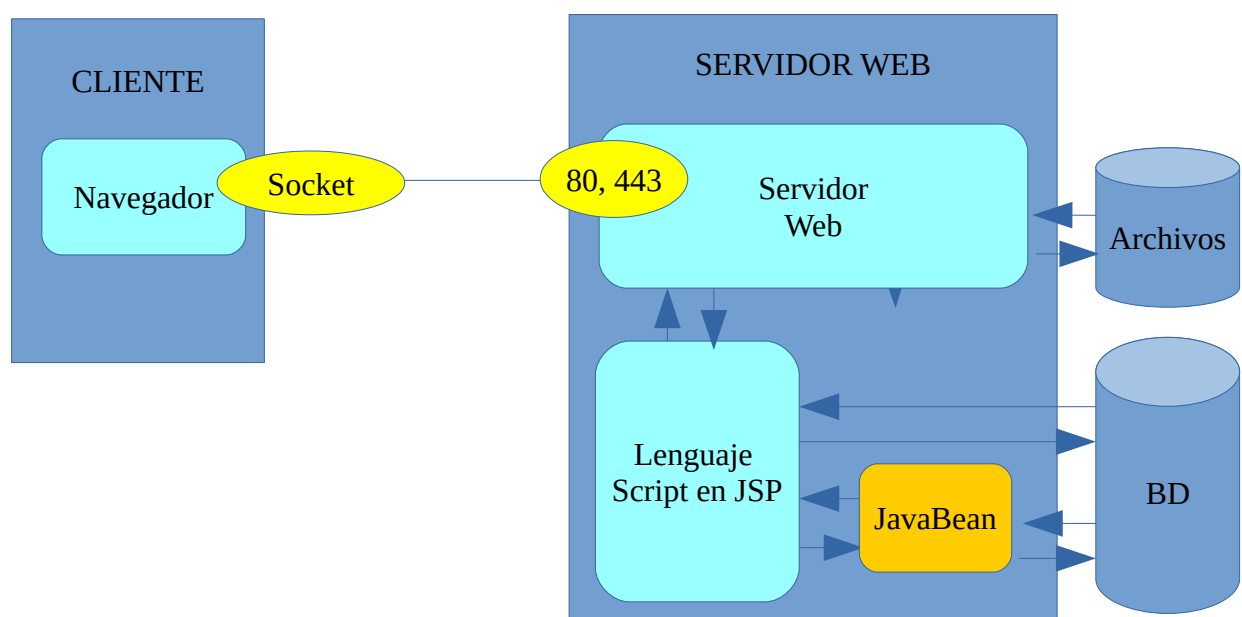 CLIENTE
Navegador
Socket
SERVIDOR WEB
80, 443
Servidor
Web
Archivos
Lenguaje
Script en JSP
JavaBean
BD